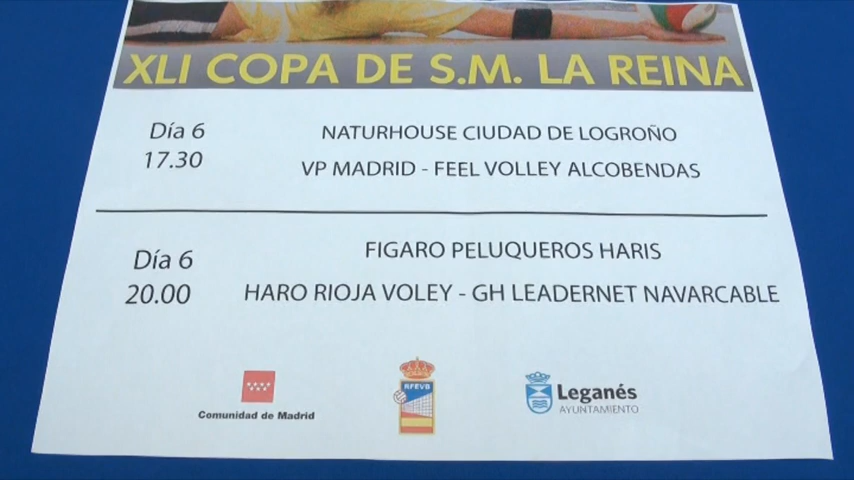 XLI COPA DE S.M. LA REINA
Día 6
17.30
NATURHOUSE CIUDAD DE LOGROÑO
VP MADRID - FEEL VOLLEY ALCOBENDAS
Día 6
20.00
FIGARO PELUQUEROS HARIS
HARO RIOJA VOLEY - GH LEADERNET NAVARCABLE
Comunidad de Madrid
RFEVB
Leganés
AYUNTAMIENTO